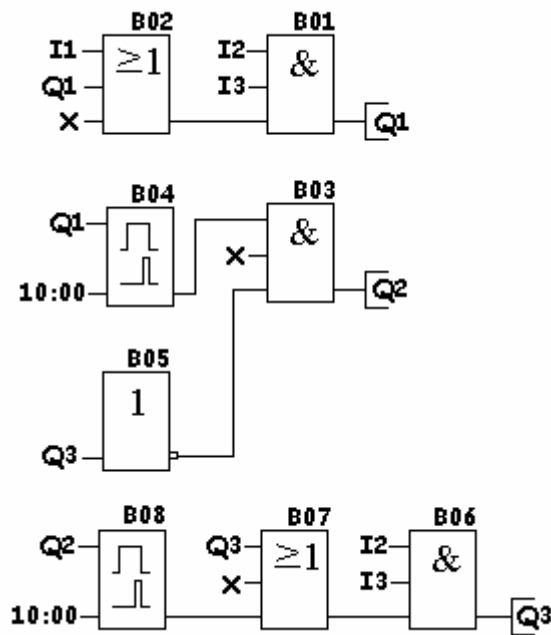 B02 B01
I1 ≥1 I2 &
Q1 I3
X Q1
B04 B03
Q1 &
X
10:00 Q2
B05
1
Q3
B08 B07 B06
Q2 Q3 ≥1 I2 &
X I3
10:00 Q3